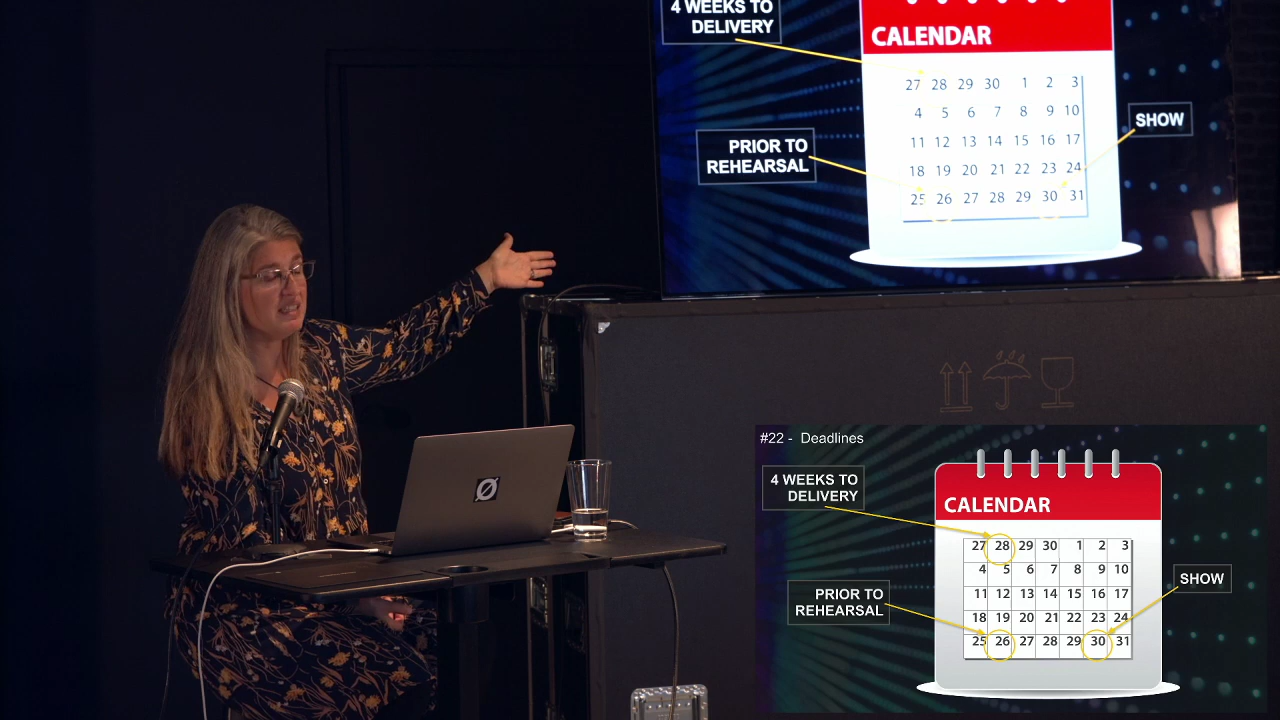 4 WEEKS TO
DELIVERY
CALENDAR
27 28 29 30 1 2 3
4 5 6 7 8 9 10
11 12 13 14 15 16 17
18 19 20 21 22 23 24
25 26 27 28 29 30 31
PRIOR TO
REHEARSAL
SHOW
#22 - Deadlines
4 WEEKS TO
DELIVERY
CALENDAR
27 28 29 30 1 2 3
4 5 6 7 8 9 10
11 12 13 14 15 16 17
18 19 20 21 22 23 24
25 26 27 28 29 30 31
PRIOR TO
REHEARSAL
SHOW